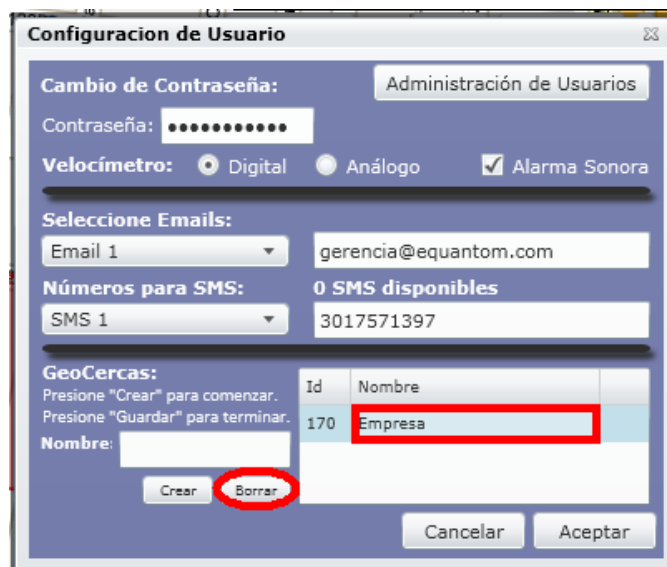 Configuracion de Usuario
Cambio de Contraseña:
Administración de Usuarios
Contraseña:
Velocímetro: Digital Análogo Alarma Sonora
Seleccione Emails:
Email 1 gerencia@equantom.com
Números para SMS: 0 SMS disponibles
SMS 1 3017571397
GeoCercas:
Presione "Crear" para comenzar.
Presione "Guardar" para terminar.
Nombre:
Crear Borrar
Id Nombre
170 Empresa
Cancelar Aceptar